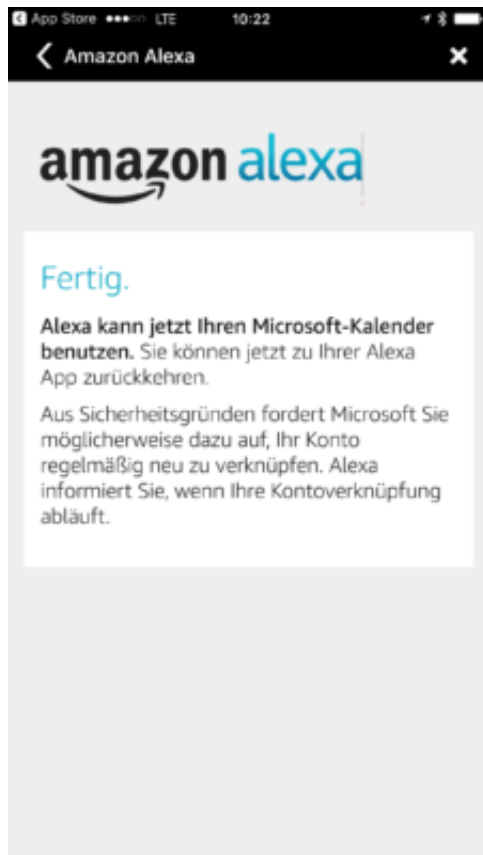 App Store LTE 10:22
Amazon Alexa
amazon alexa
Fertig.
Alexa kann jetzt Ihren Microsoft-Kalender
benutzen. Sie können jetzt zu Ihrer Alexa
App zurückkehren.
Aus Sicherheitsgründen fordert Microsoft Sie
möglicherweise dazu auf, Ihr Konto
regelmäßig neu zu verknüpfen. Alexa
informiert Sie, wenn Ihre Kontoverknüpfung
abläuft.